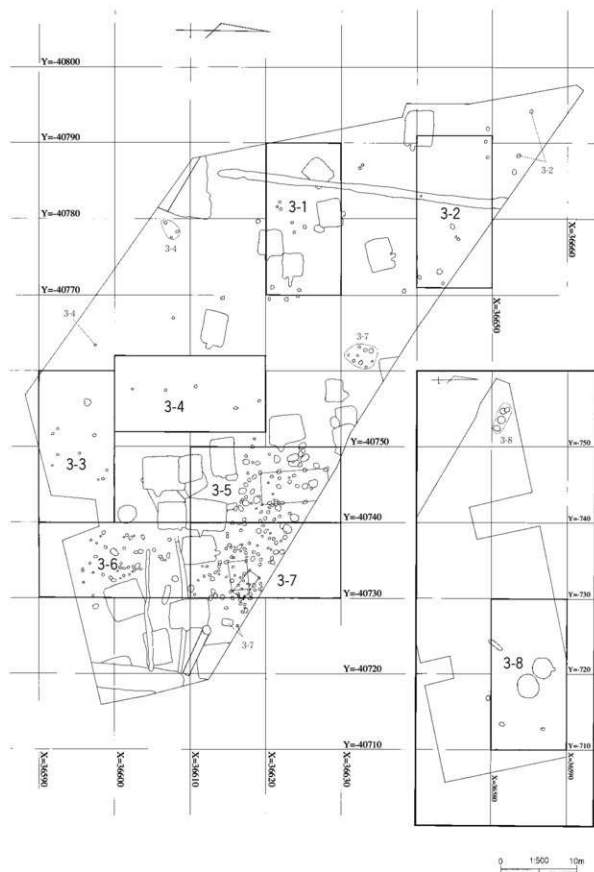 Y=-40800
Y=-40790
3-2
3-1
3-2
Y=-40780
3-4
X=36660
Y=-40770
3-4
X=36650
3-7
3-4
3-8
Y=-40750
-750
3-3
3-5
Y=-40740
-740
3-6
3-7
Y=-40730
-730
3-7
3-8
Y=-40720
-720
Y=-40710
-710
X=36590
X=36600
X=36610
X=36620
X=36630
X=36580
X=36590
0 1:500 10m